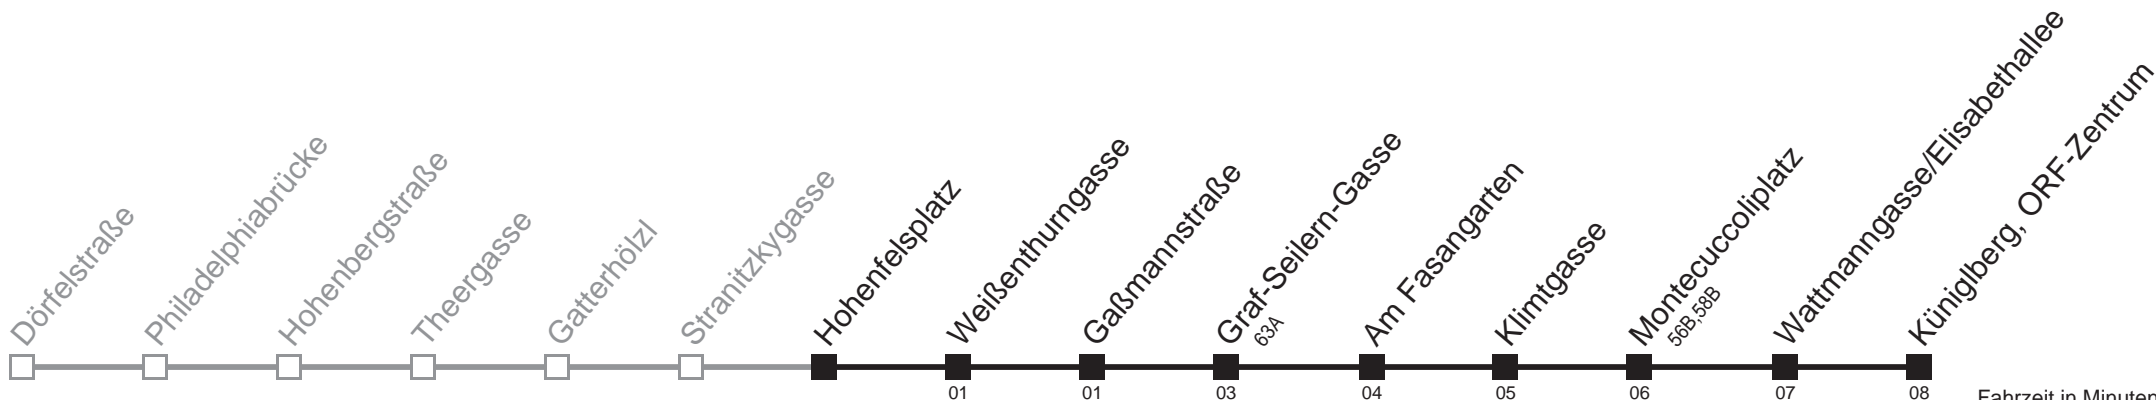 Dörfelstraße
Philadelphiabrücke
Hohenbergstraße
Theergasse
Gatterhölzl
Stranitzkygasse
Hohenfelsplatz
Weißenthurngasse
Gaßmannstraße
Graf-Seilern-Gasse
63A
Am Fasangarten
Klimtgasse
Montecuccoliplatz
56B,58B
Wattmanngasse/Elisabethallee
Küniglberg, ORF-Zentrum
01
01
03
04
05
06
07
08
Fahrzeit in Minuten